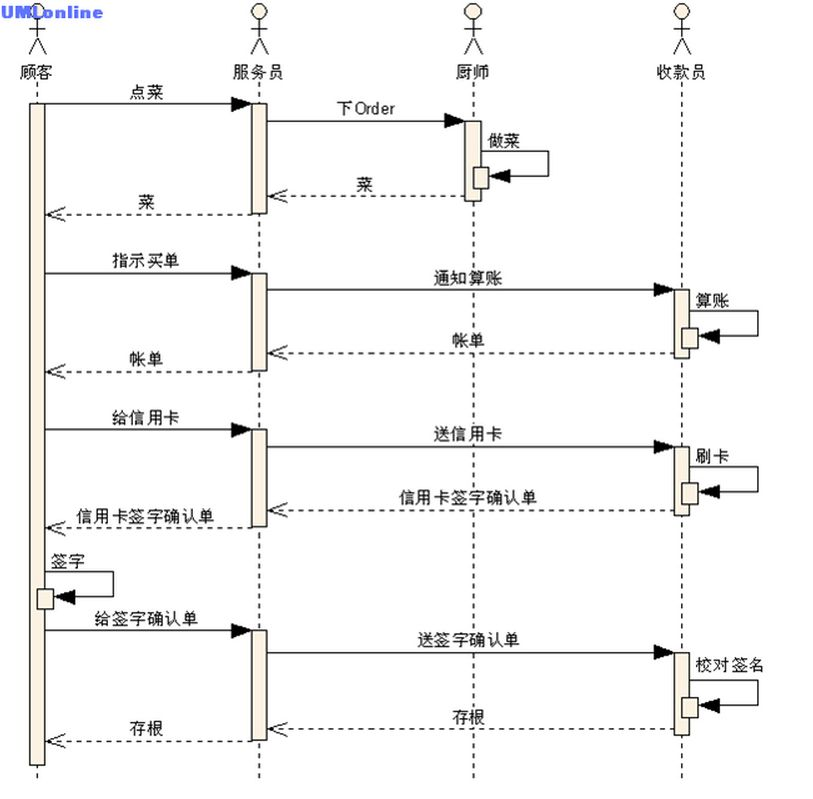 UMLonline
顾客
服务员
厨师
收款员
点菜
下Order
做菜
菜
菜
指示买单
通知算账
算账
帐单
帐单
给信用卡
送信用卡
刷卡
信用卡签字确认单
信用卡签字确认单
签字
给签字确认单
送签字确认单
校对签名
存根
存根